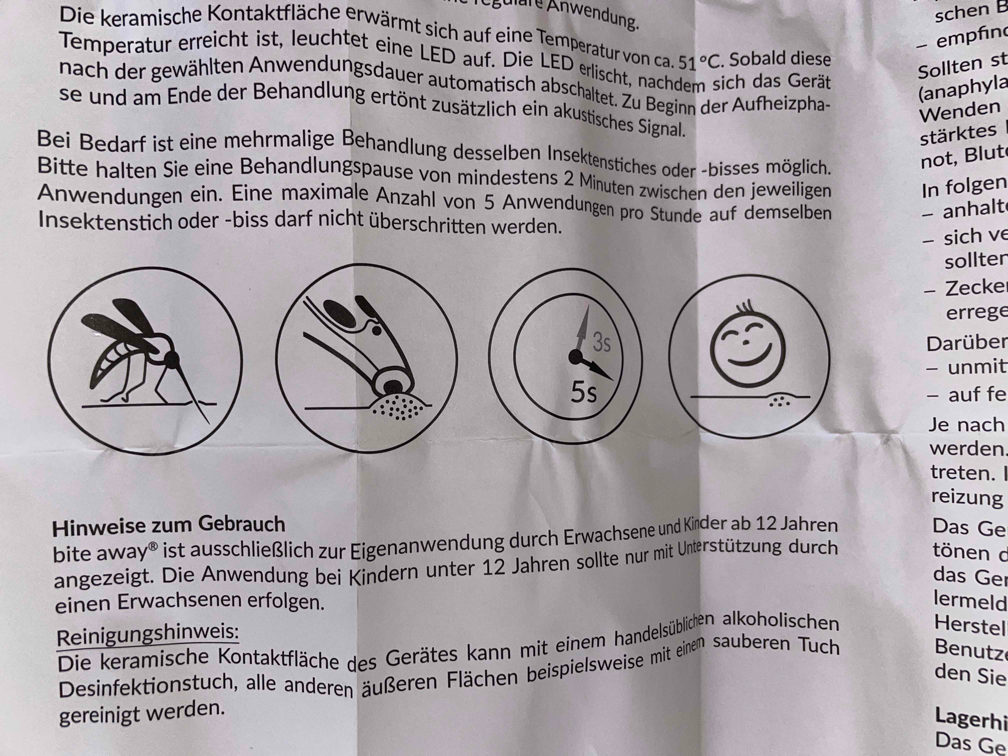 Anwendung.
Die keramische Kontaktfläche erwärmt sich auf eine Temperatur von ca. 51 °C. Sobald diese
Temperatur erreicht ist, leuchtet eine LED auf. Die LED erlischt, nachdem sich das Gerät
nach der gewählten Anwendungsdauer automatisch abschaltet. Zu Beginn der Aufheizpha-
se und am Ende der Behandlung ertönt zusätzlich ein akustisches Signal.
Bei Bedarf ist eine mehrmalige Behandlung desselben Insektenstiches oder -bisses möglich.
Bitte halten Sie eine Behandlungspause von mindestens 2 Minuten zwischen den jeweiligen
Anwendungen ein. Eine maximale Anzahl von 5 Anwendungen pro Stunde auf demselben
Insektenstich oder -biss darf nicht überschritten werden.
3s
5s
Hinweise zum Gebrauch
bite away® ist ausschließlich zur Eigenanwendung durch Erwachsene und Kinder ab 12 Jahren
angezeigt. Die Anwendung bei Kindern unter 12 Jahren sollte nur mit Unterstützung durch
einen Erwachsenen erfolgen.
Reinigungshinweis:
Die keramische Kontaktfläche des Gerätes kann mit einem handelsüblichen alkoholischen
Desinfektionstuch, alle anderen äußeren Flächen beispielsweise mit einem sauberen Tuch
gereinigt werden.
schen B
– empfind
Sollten st
(anaphyla
Wenden
stärktes
not, Blut
In folgen
– anhalt
– sich ve
sollten
– Zecke
errege
Darüber
– unmit
– auf fe
Je nach
werden.
treten. I
reizung
Das Ge
tönen d
das Ger
lermeld
Herstel
Benutz
den Sie
Lagerhi
Das Ge